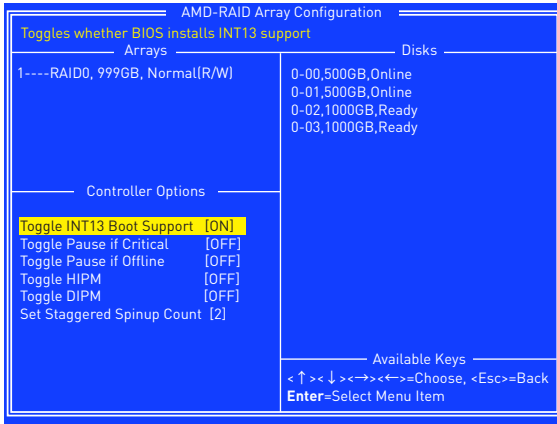 AMD-RAID Array Configuration
Toggles whether BIOS installs INT13 support
Arrays
1----RAID0, 999GB, Normal(R/W)
Disks
0-00,500GB,Online
0-01,500GB,Online
0-02,1000GB,Ready
0-03,1000GB,Ready
Controller Options
Toggle INT13 Boot Support [ON]
Toggle Pause if Critical [OFF]
Toggle Pause if Offline [OFF]
Toggle HIPM [OFF]
Toggle DIPM [OFF]
Set Staggered Spinup Count [2]
Available Keys
<↑><↓><→><←>=Choose, <Esc>=Back
Enter=Select Menu Item